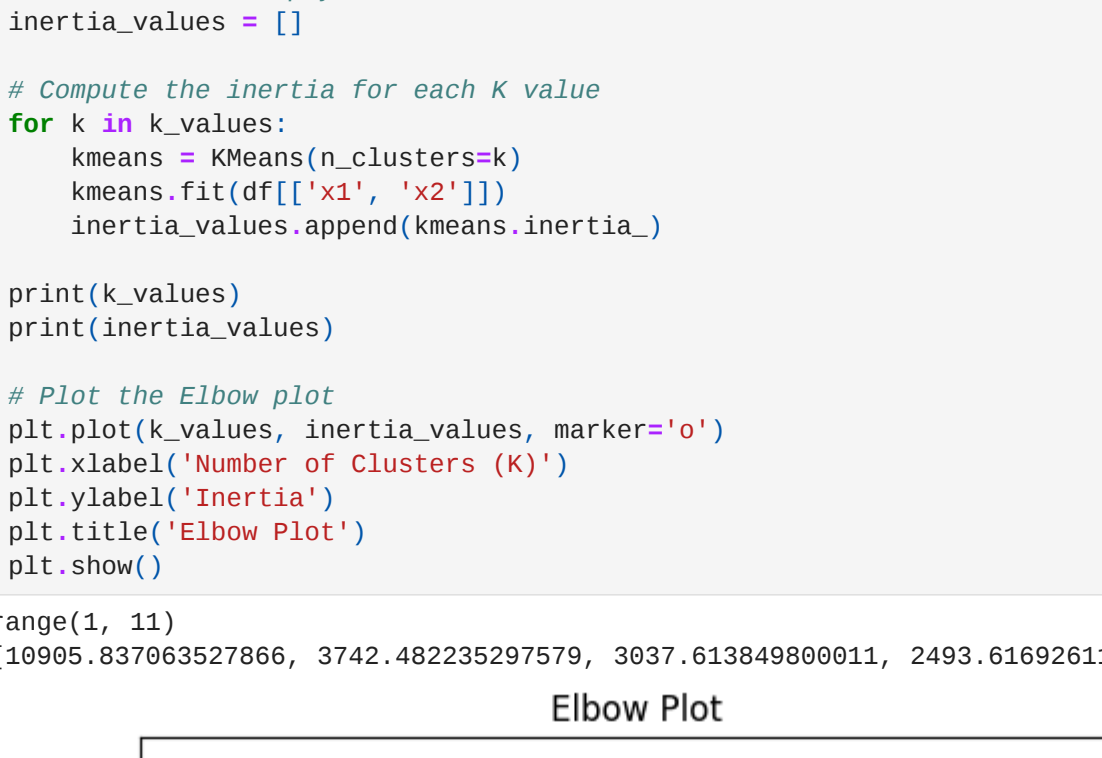 inertia_values = []
# Compute the inertia for each K value
for k in k_values:
    kmeans = KMeans(n_clusters=k)
    kmeans.fit(df[['x1', 'x2']])
    inertia_values.append(kmeans.inertia_)
print(k_values)
print(inertia_values)
# Plot the Elbow plot
plt.plot(k_values, inertia_values, marker='o')
plt.xlabel('Number of Clusters (K)')
plt.ylabel('Inertia')
plt.title('Elbow Plot')
plt.show()
range(1, 11)
[10905.837063527866, 3742.482235297579, 3037.613849800011, 2493.61692611
Elbow Plot